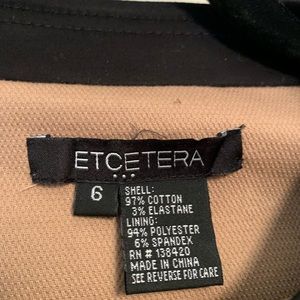 ETCETERA
6
SHELL:
97% COTTON
3% ELASTANE
LINING:
94% POLYESTER
6% SPANDEX
RN # 138420
MADE IN CHINA
SEE REVERSE FOR CARE